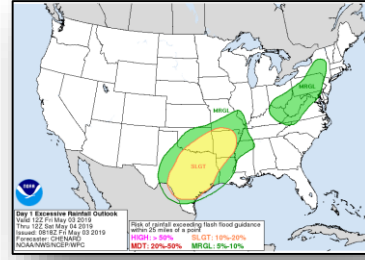 MRGL
MRGL
SLGT
noaa
Day 1 Excessive Rainfall Outlook
Valid 12Z Fri May 03 2019
Thru 12Z Sat May 04 2019
Issued: 0818Z Fri May 03 2019
Forecaster: CHENARD
NOAA/NWS/NCEP/WPC
Risk of rainfall exceeding flash flood guidance
within 25 miles of a point
HIGH: > 50% SLGT: 10%-20%
MDT: 20%-50% MRGL: 5%-10%